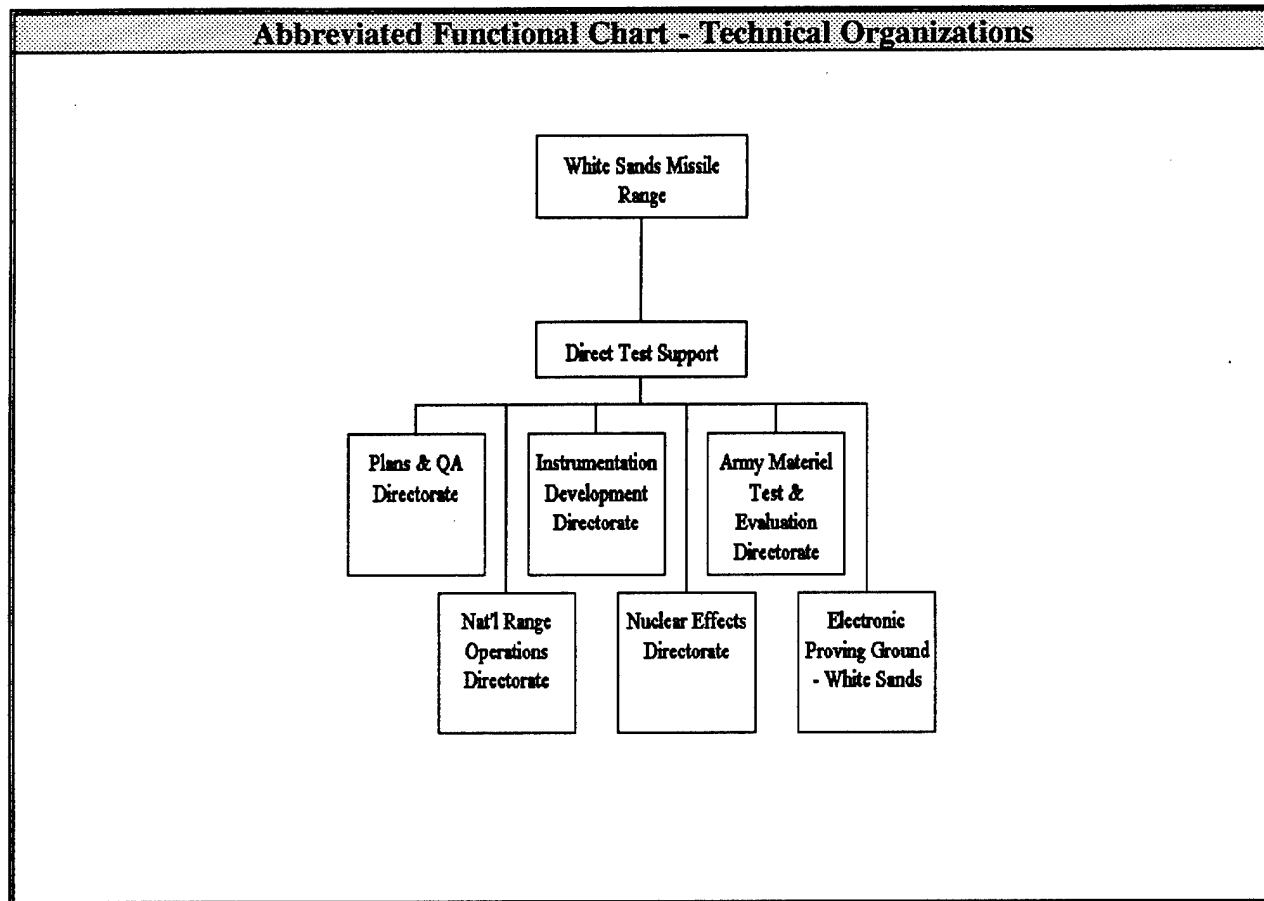 Abbreviated Functional Chart - Technical Organizations
White Sands Missile
Range
Direct Test Support
Plans & QA
Directorate
Instrumentation
Development
Directorate
Army Materiel
Test &
Evaluation
Directorate
Nat'l Range
Operations
Directorate
Nuclear Effects
Directorate
Electronic
Proving Ground
- White Sands